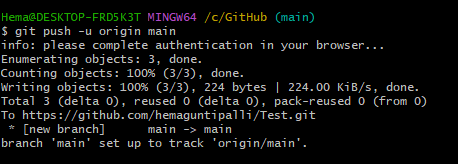 Hema@DESKTOP-FRD5K3T MINGW64 /c/GitHub (main)
$ git push -u origin main
info: please complete authentication in your browser...
Enumerating objects: 3, done.
Counting objects: 100% (3/3), done.
Writing objects: 100% (3/3), 224 bytes | 224.00 KiB/s, done.
Total 3 (delta 0), reused 0 (delta 0), pack-reused 0 (from 0)
To https://github.com/hemaguntipalli/Test.git
 * [new branch]      main -> main
branch 'main' set up to track 'origin/main'.